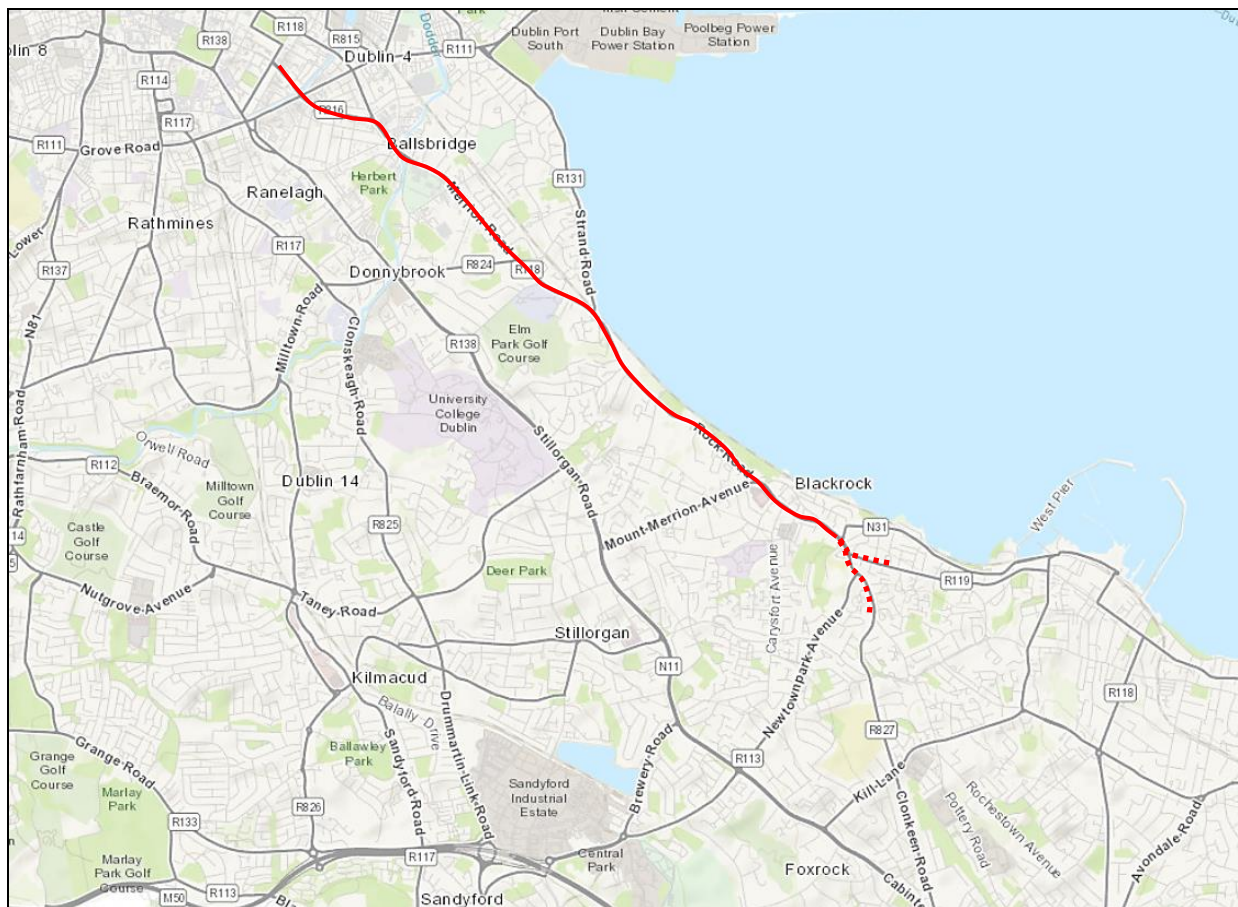 R118
R815
R138
Dublin 4
Dodder
R111
Dublin Port
South
Dublin Bay
Power Station
Poolbeg Power
Station
R114
R117
R816
R111
Grove Road
Ballsbridge
Herbert
Park
Ranelagh
Rathmines
R131
Strand Road
Merrion Road
Lower
R137
R117
R824
R118
Donnybrook
N81
Milltown Road
Clonskeagh Road
R138
Elm
Park Golf
Course
University
College
Dublin
Stillorgan Road
Rathfarnham Road
Orwell Road
R112
Braemor Road
Milltown
Golf
Course
Dublin 14
Rock Road
Blackrock
West Pier
Mount Merrion Avenue
N31
14
Castle
Golf
Course
R825
Deer Park
Carysfort Avenue
R119
Nutgrove Avenue
Taney Road
Stillorgan
Newtownpark Avenue
N11
R118
Kilmacud
Balally Drive
R827
Drummartin Link Road
Sandyford Road
Ballawley
Park
Grange Road
Grange
Golf
Course
Marlay
Park
R826
Sandyford
Industrial
Estate
Brewery Road
R113
Kill Lane
Clonkeen Road
Pottery Road
Rochestown Avenue
Avondale Road
R133
Marlay
Park Golf
Course
R117
Central
Park
Foxrock
R113
M50
Sandyford